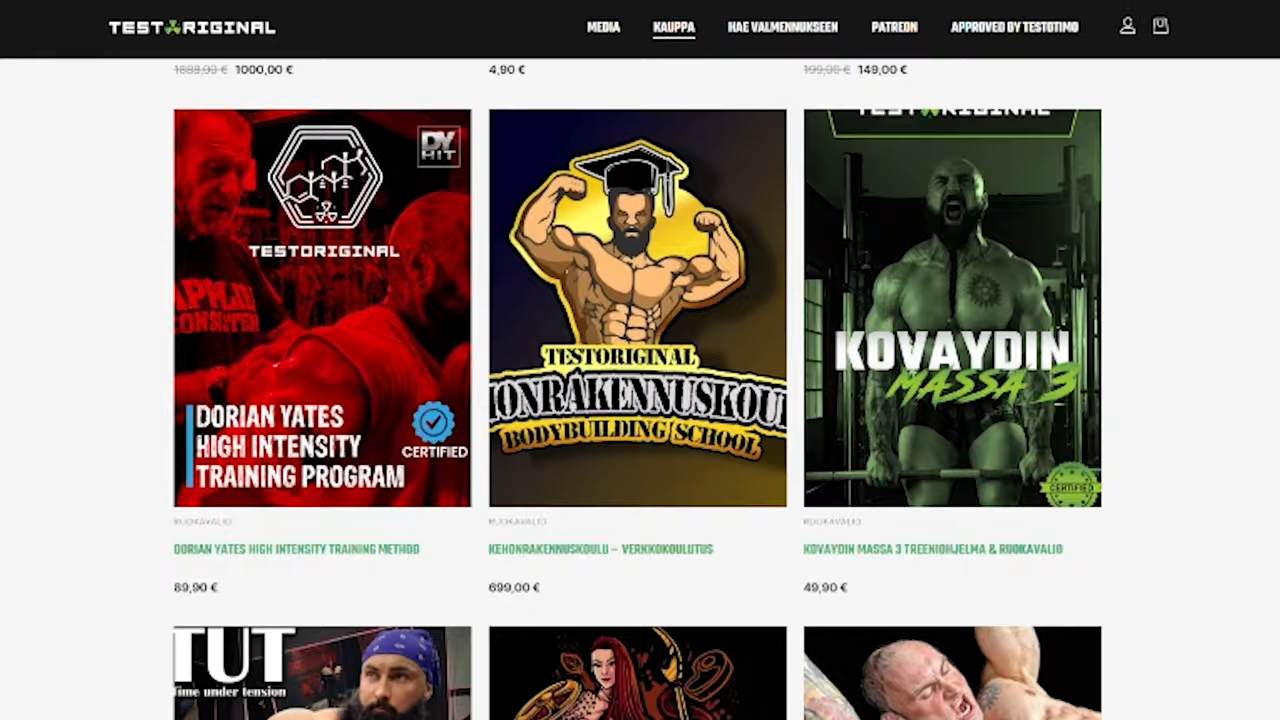 TESTORIGINAL
MEDIA
KAUPPA
HAE VALMENNUKSEEN
PATREON
APPROVED BY TESTOTIMO
1000,00 €
4,90 €
199,00 € 149,00 €
DY
HIT
TESTORIGINAL
DORIAN YATES
HIGH INTENSITY
TRAINING PROGRAM
CERTIFIED
TESTORIGINAL
HONRAKENNUSKOUL
BODYBUILDING SCHOOL
TESTORIGINAL
KOVAYDIN
MASSA 3
CERTIFIED
RUOKAVALIO
RUOKAVALIO
RUOKAVALIO
DORIAN YATES HIGH INTENSITY TRAINING METHOD
KEHONRAKENNUSKOULU – VERKKOKOULUTUS
KOVAYDIN MASSA 3 TREENIOHJELMA & RUOKAVALIO
89,90 €
699,00 €
49,90 €
TUT
Time under tension